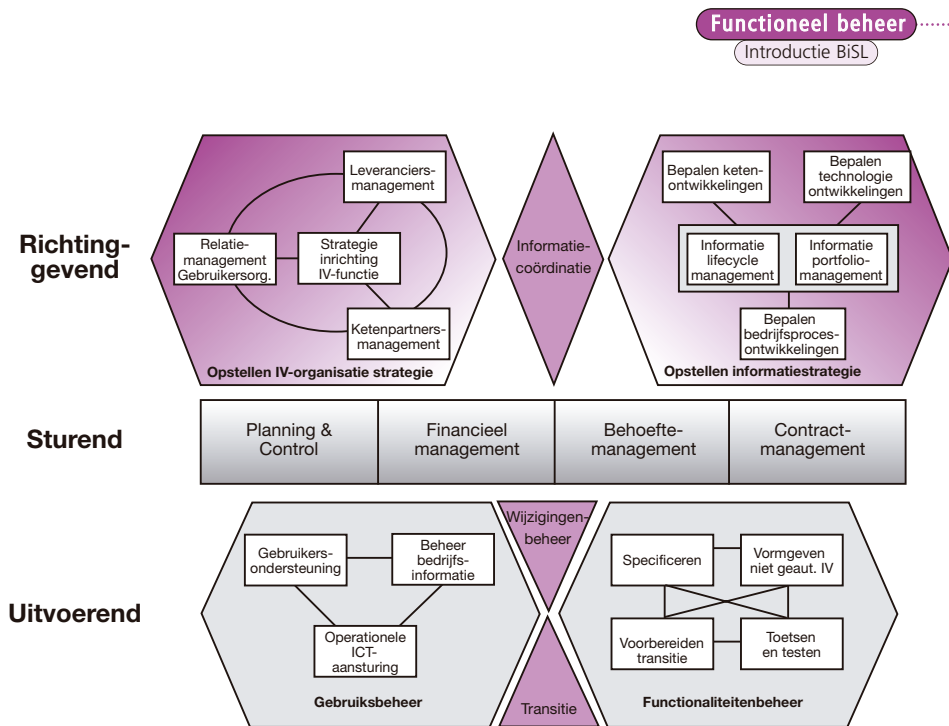 Functioneel beheer
Introductie BiSL
Richting-
gevend
Leveranciers-
management
Relatie-
management
Gebruikersorg.
Strategie
inrichting
IV-functie
Ketenpartners-
management
Opstellen IV-organisatie strategie
Informatie-
coördinatie
Bepalen keten-
ontwikkelingen
Bepalen
technologie
ontwikkelingen
Informatie
lifecycle
management
Informatie
portfolio-
management
Bepalen
bedrijfsproces-
ontwikkelingen
Opstellen informatiestrategie
Sturend
Planning &
Control
Financieel
management
Behoefte-
management
Contract-
management
Uitvoerend
Gebruikers-
ondersteuning
Beheer
bedrijfs-
informatie
Operationele
ICT-
aansturing
Gebruiksbeheer
Wijzigingen-
beheer
Transitie
Specificeren
Vormgeven
niet geaut. IV
Voorbereiden
transitie
Toetsen
en testen
Functionaliteitenbeheer